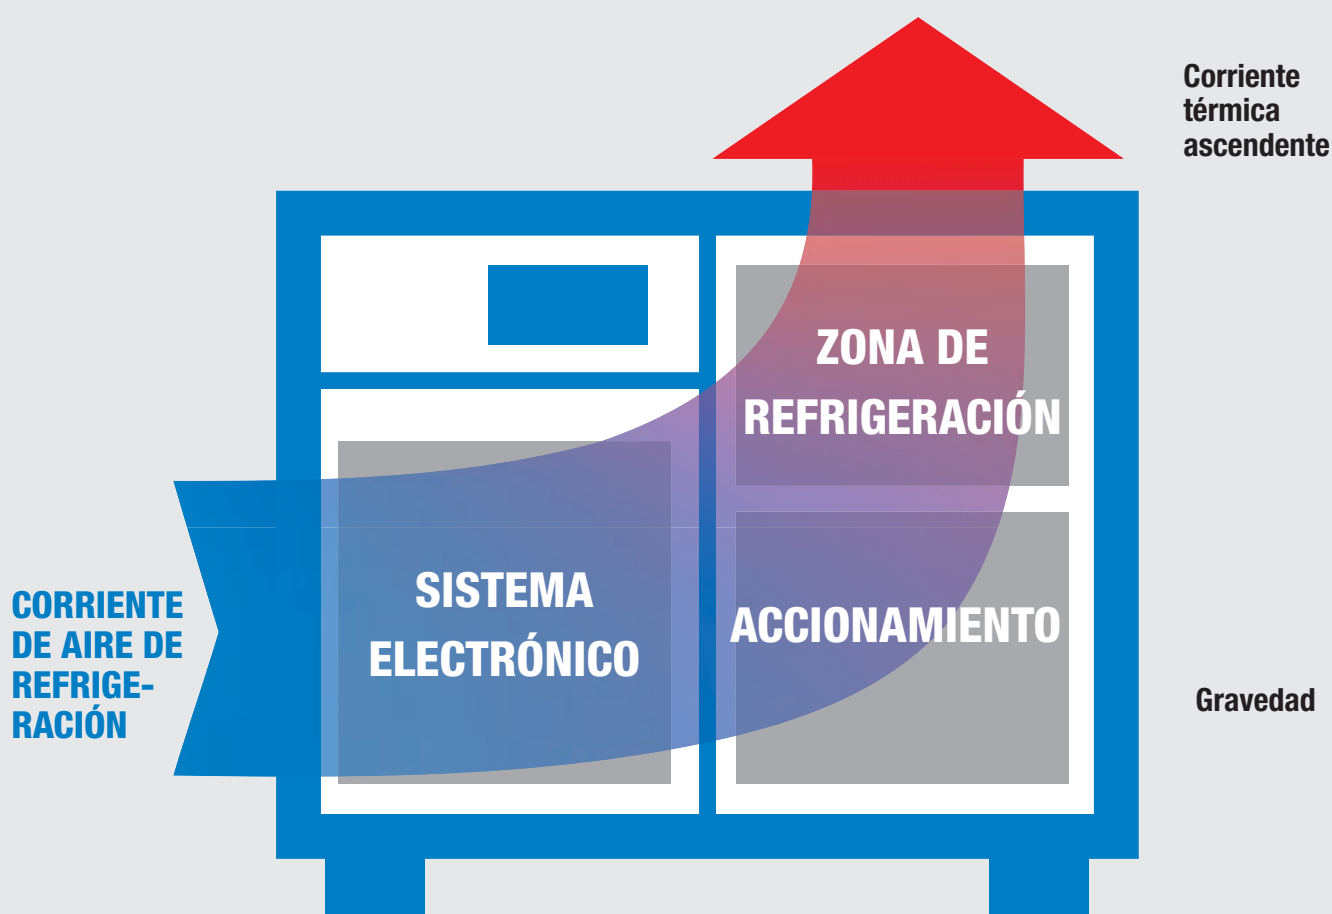 Corriente
térmica
ascendente
ZONA DE
REFRIGERACIÓN
SISTEMA
ELECTRÓNICO
ACCIONAMIENTO
CORRIENTE
DE AIRE DE
REFRIGE-
RACIÓN
Gravedad